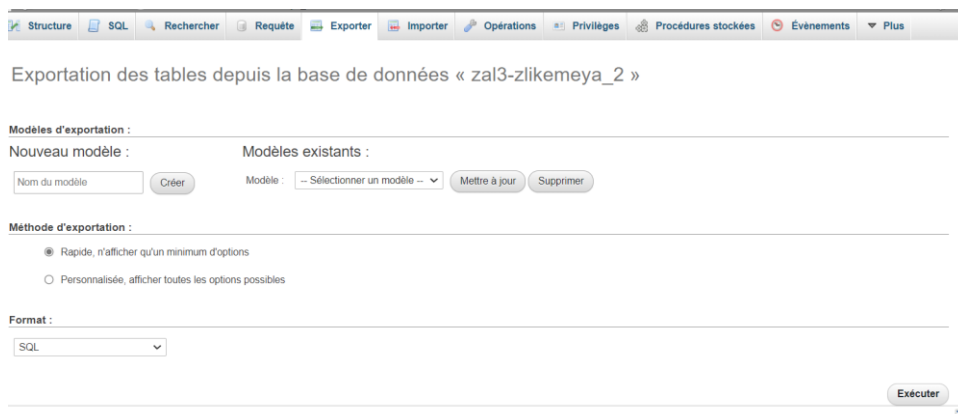 Structure SQL Rechercher Requête Exporter Importer Opérations Privilèges Procédures stockées Évènements Plus
Exportation des tables depuis la base de données « zal3-zlikemeya_2 »
Modèles d'exportation :
Nouveau modèle : Modèles existants :
Nom du modèle Créer Modèle : -- Sélectionner un modèle -- Mettre à jour Supprimer
Méthode d'exportation :
Rapide, n'afficher qu'un minimum d'options
Personnalisée, afficher toutes les options possibles
Format :
SQL
Exécuter